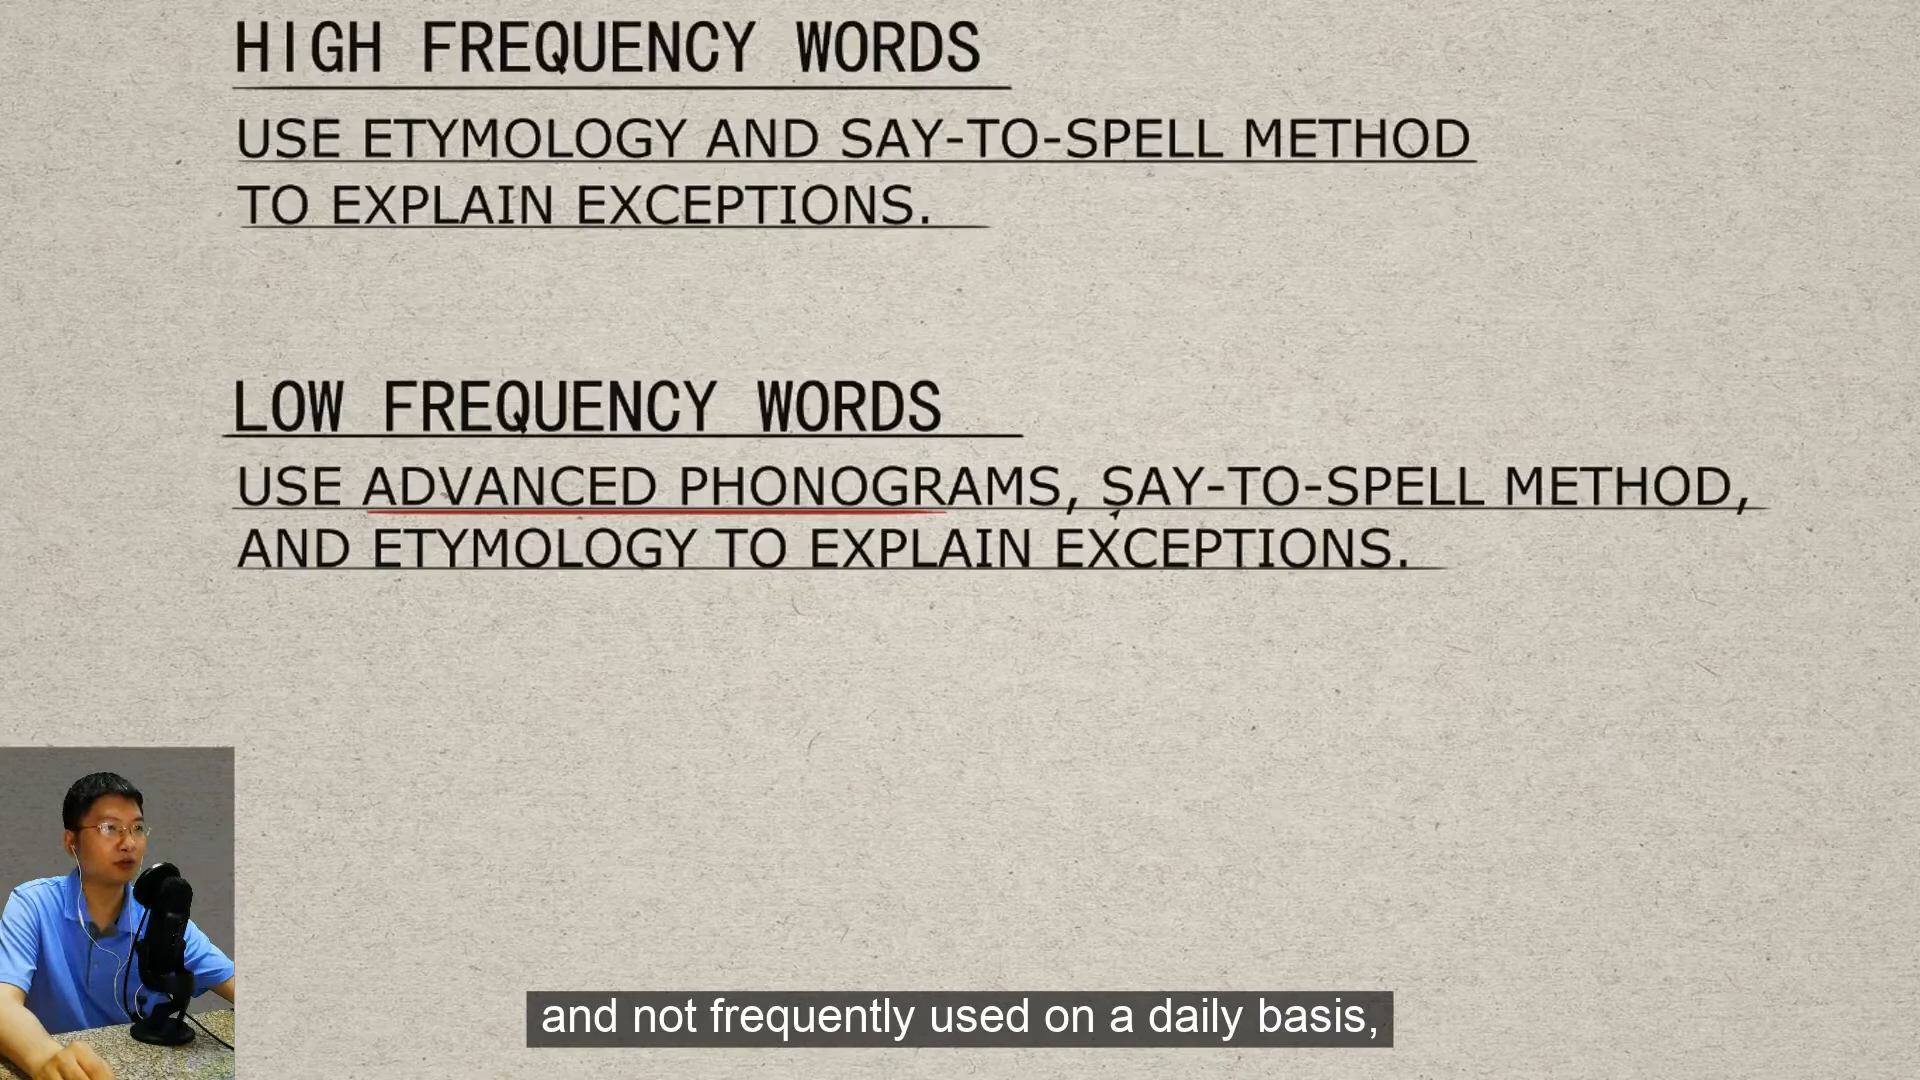 HIGH FREQUENCY WORDS
USE ETYMOLOGY AND SAY-TO-SPELL METHOD
TO EXPLAIN EXCEPTIONS.
LOW FREQUENCY WORDS
USE ADVANCED PHONOGRAMS, SAY-TO-SPELL METHOD,
AND ETYMOLOGY TO EXPLAIN EXCEPTIONS.
and not frequently used on a daily basis,